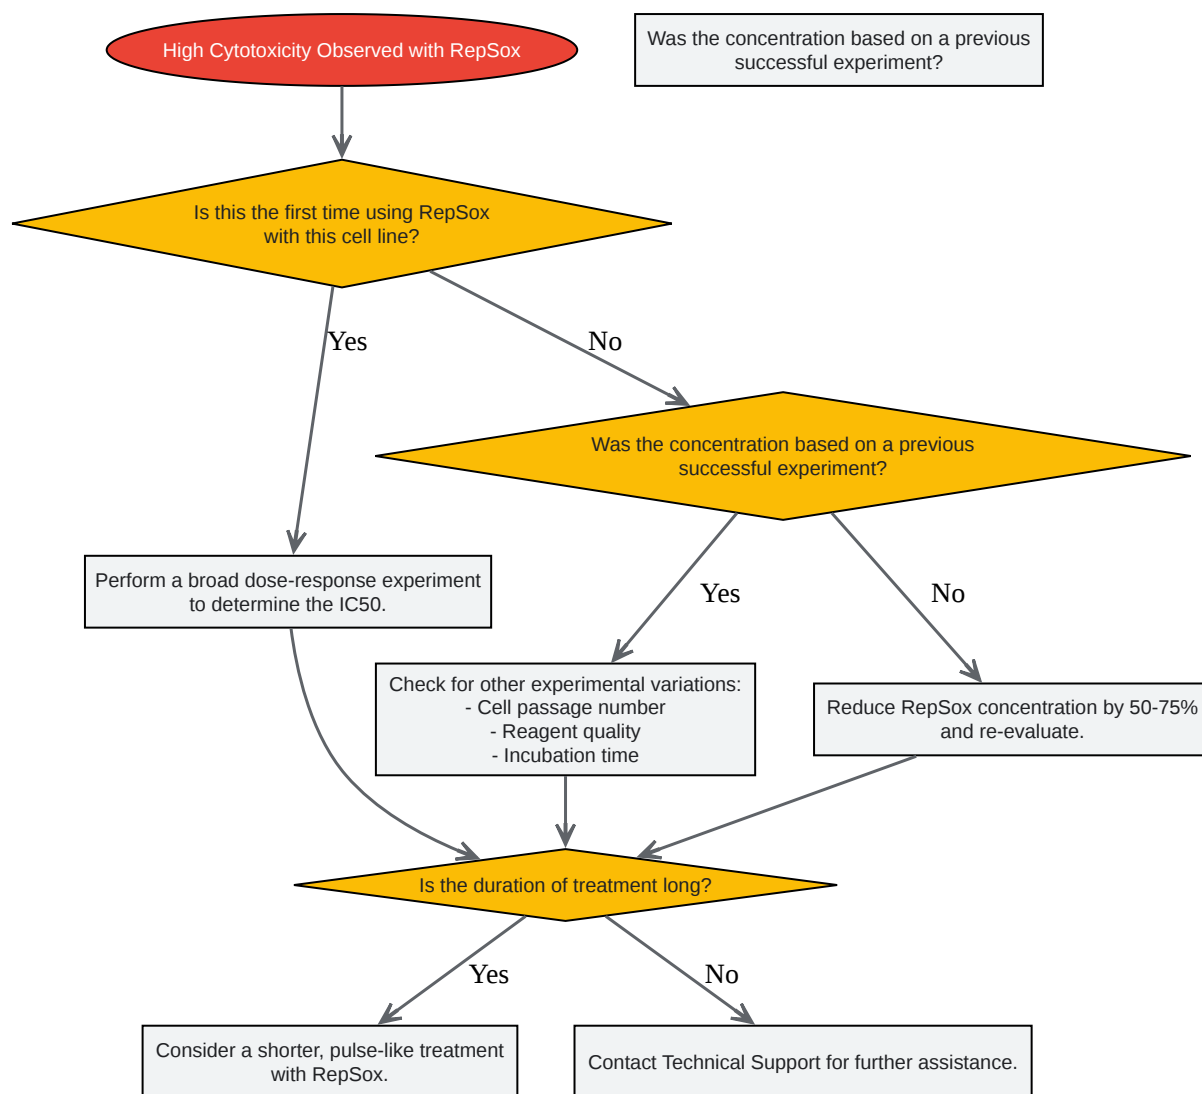 High Cytotoxicity Observed with RepSox
Was the concentration based on a previous
successful experiment?
Is this the first time using RepSox
with this cell line?
Yes
No
Was the concentration based on a previous
successful experiment?
Perform a broad dose-response experiment
to determine the IC50.
Yes
No
Check for other experimental variations:
- Cell passage number
- Reagent quality
- Incubation time
Reduce RepSox concentration by 50-75%
and re-evaluate.
Is the duration of treatment long?
Yes
No
Consider a shorter, pulse-like treatment
with RepSox.
Contact Technical Support for further assistance.